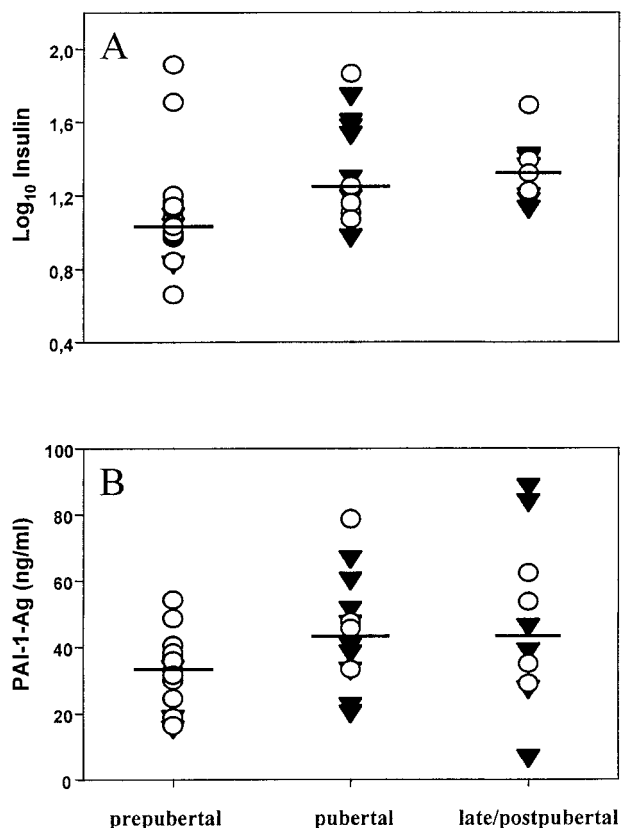 A
2,0
1,6
1,2
0,8
0,4
Log10 Insulin
B
100
80
60
40
20
0
PAI-1-Ag (ng/ml)
prepubertal pubertal late/postpubertal